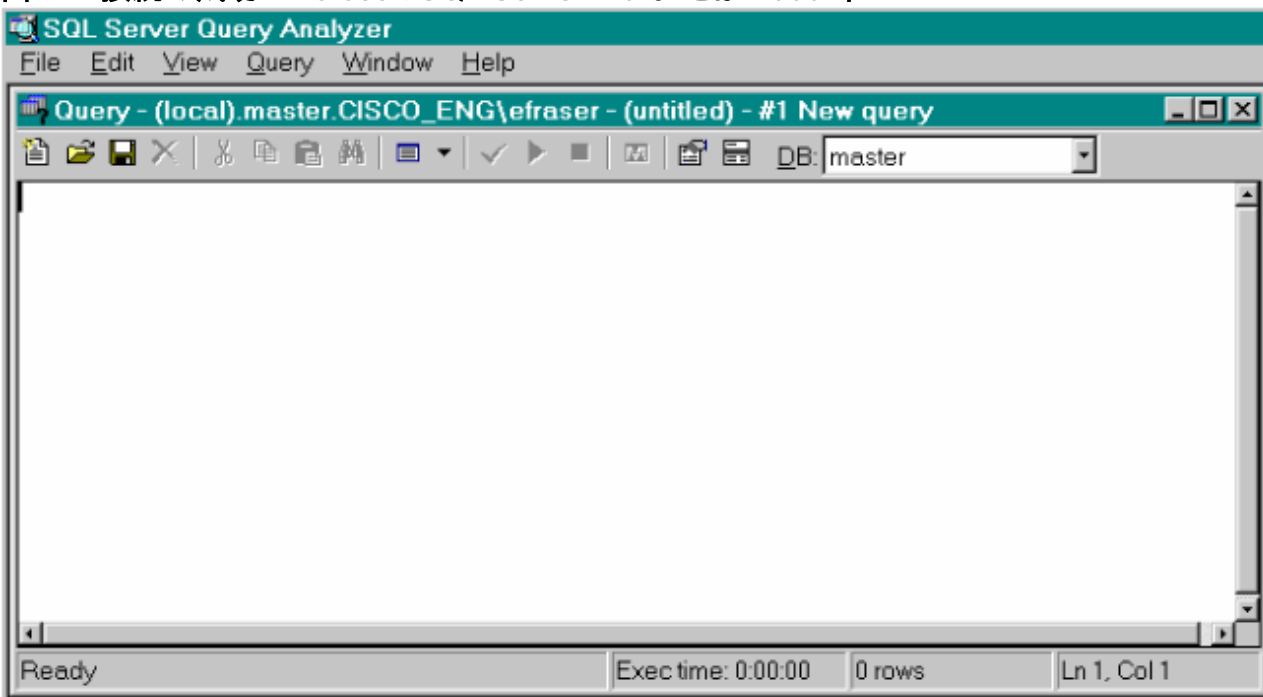 SQL Server Query Analyzer
File Edit View Query Window Help
Query - (local).master.CISCO_ENG\efraser - (untitled) - #1 New query
DB: master
Ready Exec time: 0:00:00 0 rows Ln 1, Col 1